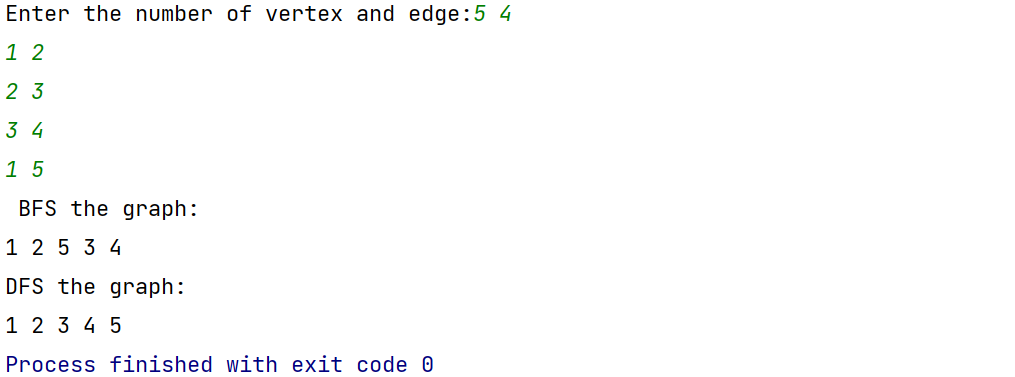 Enter the number of vertex and edge:5 4
1 2
2 3
3 4
1 5
BFS the graph:
1 2 5 3 4
DFS the graph:
1 2 3 4 5
Process finished with exit code 0